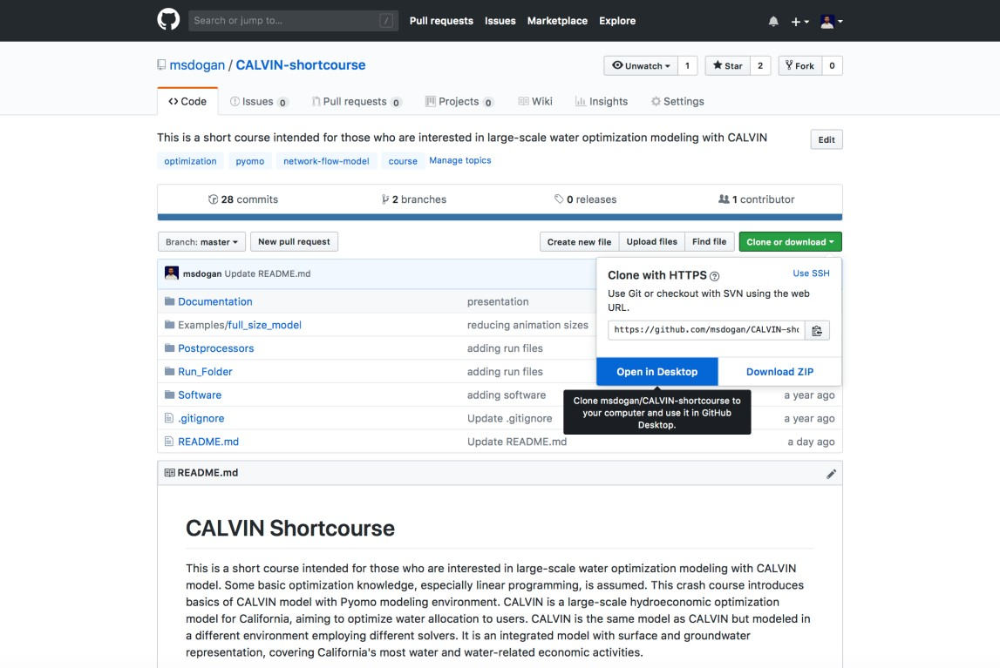 Search or jump to... / Pull requests Issues Marketplace Explore
msdogan / CALVIN-shortcourse Unwatch 1 Star 2 Fork 0
Code Issues 0 Pull requests 0 Projects 0 Wiki Insights Settings
This is a short course intended for those who are interested in large-scale water optimization modeling with CALVIN Edit
optimization pyomo network-flow-model course Manage topics
28 commits 2 branches 0 releases 1 contributor
Branch: master New pull request Create new file Upload files Find file Clone or download
msdogan Update README.md
Clone with HTTPS ? Use SSH
Use Git or checkout with SVN using the web
URL.
https://github.com/msdogan/CALVIN-sho
Open in Desktop Download ZIP
Clone msdogan/CALVIN-shortcourse to
your computer and use it in GitHub
Desktop.
Documentation presentation
Examples/full_size_model reducing animation sizes
Postprocessors adding run files
Run_Folder adding run files
Software adding software a year ago
.gitignore Update .gitignore a year ago
README.md Update README.md a day ago
README.md
CALVIN Shortcourse
This is a short course intended for those who are interested in large-scale water optimization modeling with CALVIN
model. Some basic optimization knowledge, especially linear programming, is assumed. This crash course introduces
basics of CALVIN model with Pyomo modeling environment. CALVIN is a large-scale hydroeconomic optimization
model for California, aiming to optimize water allocation to users. CALVIN is the same model as CALVIN but modeled in
a different environment employing different solvers. It is an integrated model with surface and groundwater
representation, covering California's most water and water-related economic activities.